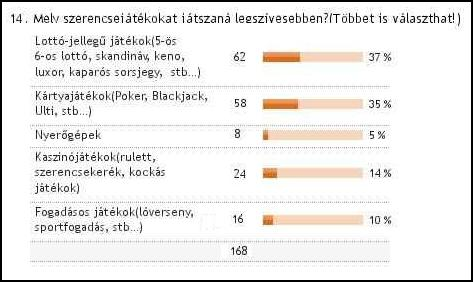 14. Mely szerencsejátékokat játszaná legszívesebben?(Többet is választhat!)
Lottó-jellegű játékok(5-ös
6-os lottó, skandináv, keno,
luxor, kaparós sorsjegy, stb...)
62
37 %
Kártyajátékok(Poker, Blackjack,
Ulti, stb...)
58
35 %
Nyerőgépek
8
5 %
Kaszinójátékok(rulett,
szerencsekerék, kockás
játékok)
24
14 %
Fogadásos játékok(lóverseny,
sportfogadás, stb...)
16
10 %
168